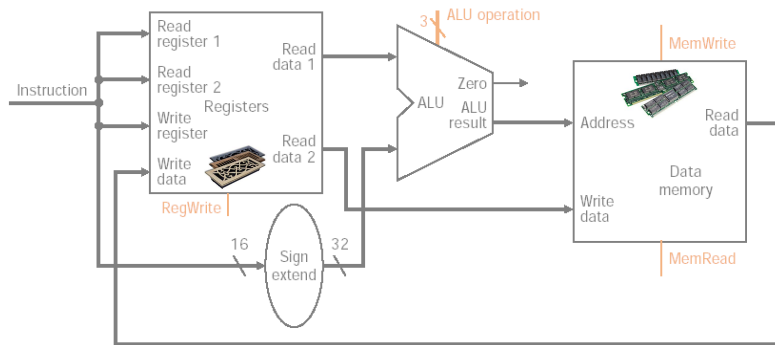 ALU operation
3
Read
register 1
Read
data 1
MemWrite
Instruction
Read
register 2
Registers
Zero
ALU
ALU
result
Write
register
Read
data 2
Address
Read
data
Write
data
Data
memory
RegWrite
Write
data
16
Sign
extend
32
MemRead